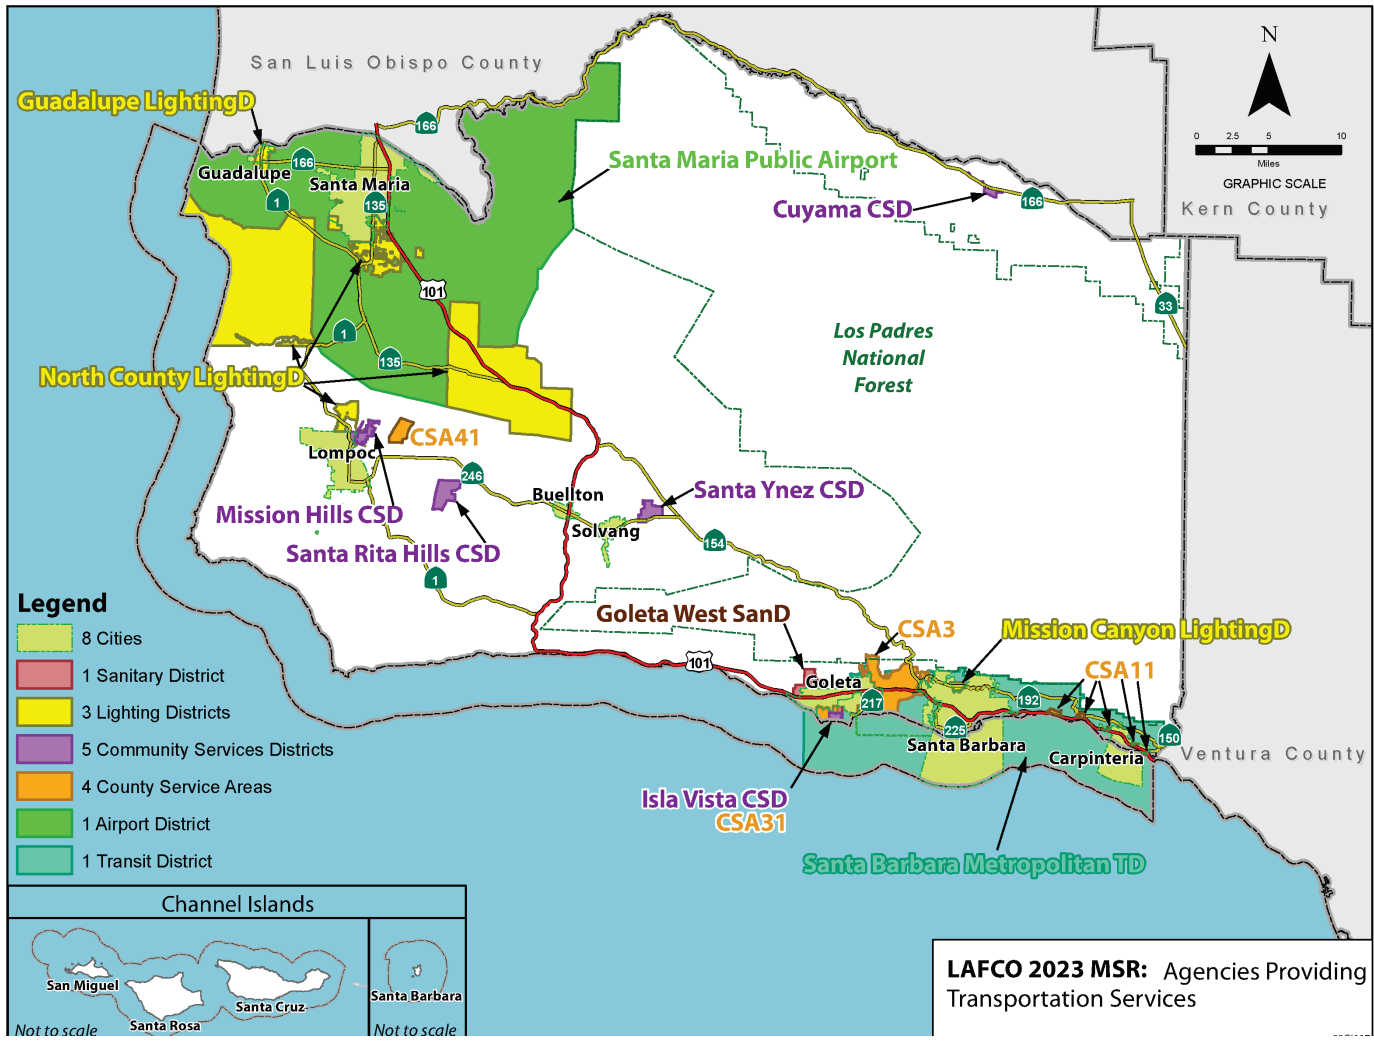 San Luis Obispo County
N
Guadalupe LightingD
166
0 2.5 5 10
Miles
GRAPHIC SCALE
166
Guadalupe
Santa Maria Public Airport
Santa Maria
1
135
Cuyama CSD
166
Kern County
101
33
1
Los Padres
National
Forest
135
North County LightingD
CSA41
Lompoc
246
Santa Ynez CSD
Buellton
Mission Hills CSD
Solvang
154
Santa Rita Hills CSD
1
Legend
8 Cities
1 Sanitary District
3 Lighting Districts
5 Community Services Districts
4 County Service Areas
1 Airport District
1 Transit District
Goleta West SanD
CSA3
Mission Canyon LightingD
101
CSA11
Goleta
217
192
225
150
Santa Barbara
Carpinteria
Ventura County
Isla Vista CSD
CSA31
Santa Barbara Metropolitan TD
Channel Islands
San Miguel
Santa Rosa
Santa Cruz
Santa Barbara
Not to scale
Not to scale
LAFCO 2023 MSR: Agencies Providing
Transportation Services